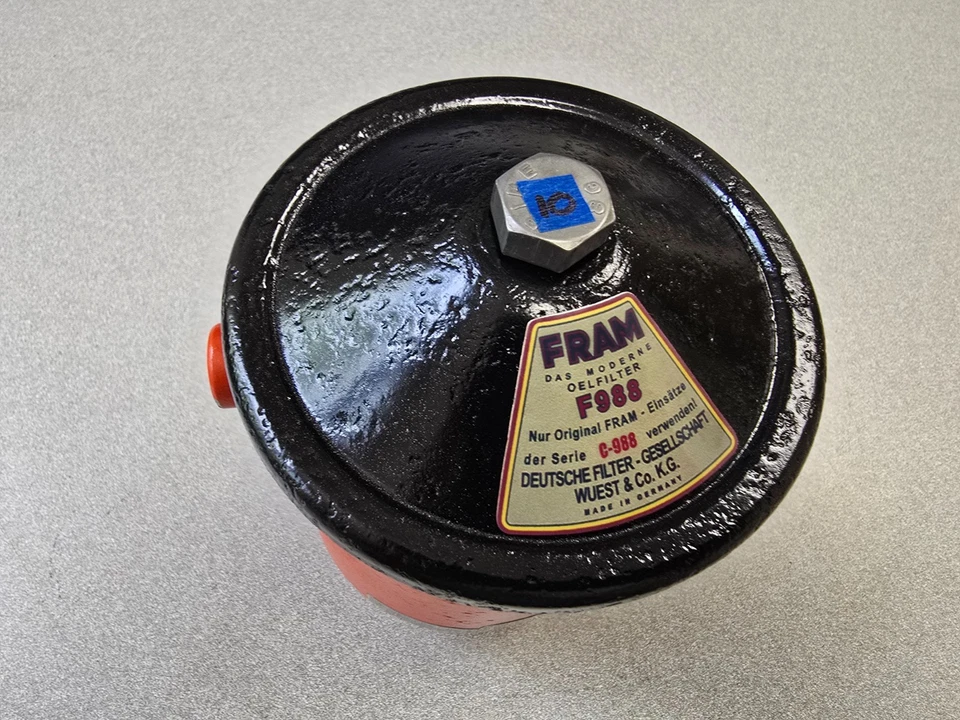 10
FRAM
DAS MODERNE
OELFILTER
F988
Nur Original FRAM - Einsätze
der Serie C-988 verwenden!
DEUTSCHE FILTER - GESELLSCHAFT
WUEST & Co. K.G.
MADE IN GERMANY